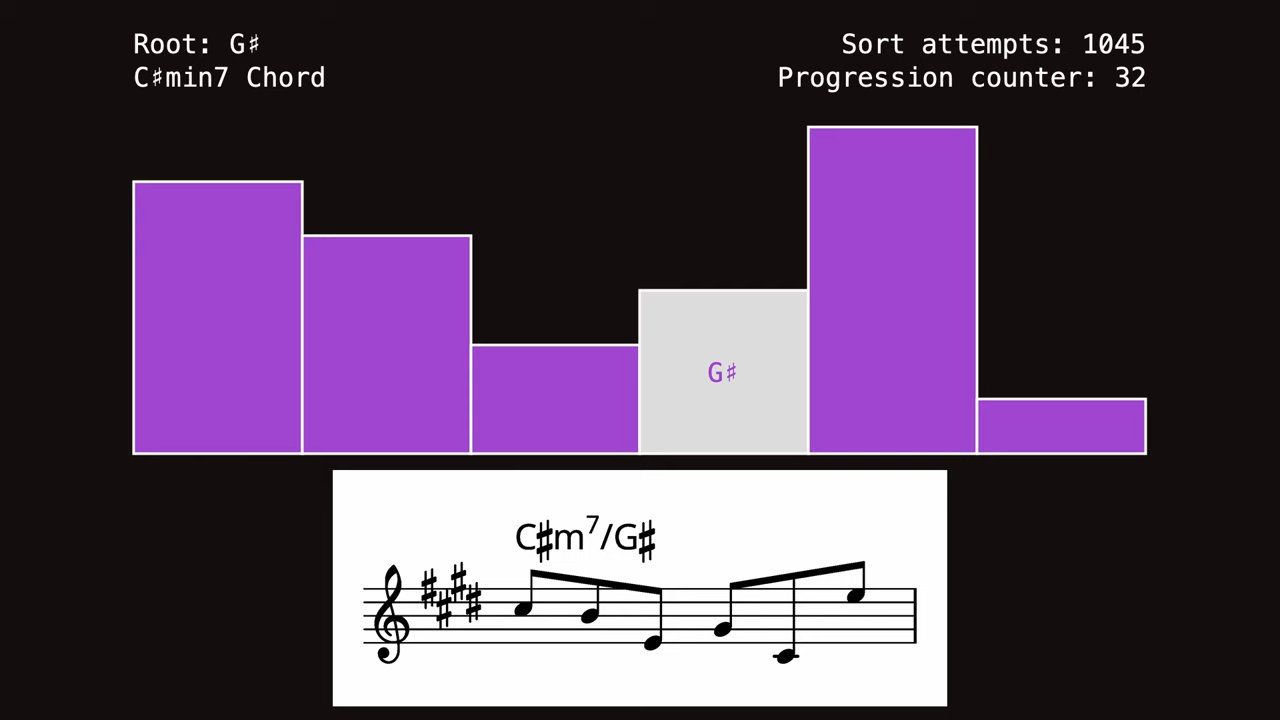 Root: G♯
C♯min7 Chord
Sort attempts: 1045
Progression counter: 32
G♯
C♯m7/G♯